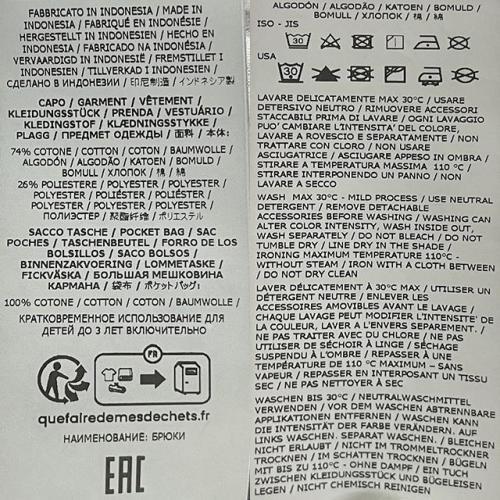 FABBRICATO IN INDONESIA / MADE IN
INDONESIA / FABRIQUÉ EN INDONÉSIE /
HERGESTELLT IN INDONESIEN / HECHO EN
INDONESIA / FABRICADO NA INDONÉSIA /
VERVAARDIGD IN INDONESIË / FREMSTILLET I
INDONESIEN / TILLVERKAD I INDONESIEN /
СДЕЛАНО В ИНДОНЕЗИИ / 印尼制造 / インドネシア製
CAPO / GARMENT / VÊTEMENT /
KLEIDUNGSSTÜCK / PRENDA / VESTUÁRIO /
KLEDINGSTOF / KLÆDNINGSSTYKKE /
PLAGG / ПРЕДМЕТ ОДЕЖДЫ / 面料 / 本体:
74% COTONE / COTTON / COTON / BAUMWOLLE /
ALGODÓN / ALGODÃO / KATOEN / BOMULD /
BOMULL / ХЛОПОК / 棉 / 綿
26% POLIESTERE / POLYESTER / POLYESTER /
POLYESTER / POLIÉSTER / POLIÉSTER /
POLYESTER / POLYESTER / POLYESTER /
ПОЛИЭСТЕР / 聚酯纤维 / ポリエステル
SACCO TASCHE / POCKET BAG / SAC
POCHES / TASCHENBEUTEL / FORRO DE LOS
BOLSILLOS / SACO BOLSOS /
BINNENZAKVOERING / LOMMETASKE /
FICKVÄSKA / БОЛЬШАЯ МЕШКОВИНА
КАРМАНА / 袋布 / ポケットバッグ:
100% COTONE / COTTON / COTON / BAUMWOLLE /
КРАТКОВРЕМЕННОЕ ИСПОЛЬЗОВАНИЕ ДЛЯ
ДЕТЕЙ ДО 3 ЛЕТ ВКЛЮЧИТЕЛЬНО
FR
quefairedemesdechets.fr
НАИМЕНОВАНИЕ: БРЮКИ
EAC
ALGODÓN / ALGODÃO / KATOEN / BOMULD /
BOMULL / ХЛОПОК / 棉 / 綿
ISO - JIS
30
USA
30
LAVARE DELICATAMENTE MAX 30°C / USARE
DETERSIVO NEUTRO / RIMUOVERE ACCESSORI
STACCABILI PRIMA DI LAVARE / OGNI LAVAGGIO
PUO' CAMBIARE L'INTENSITA' DEL COLORE,
LAVARE A ROVESCIO E SEPARATAMENTE / NON
TRATTARE CON CLORO / NON USARE
ASCIUGATRICE / ASCIUGARE APPESO IN OMBRA /
STIRARE A TEMPERATURA MASSIMA 110 °C /
STIRARE INTERPONENDO UN PANNO / NON
LAVARE A SECCO
WASH MAX 30°C - MILD PROCESS / USE NEUTRAL
DETERGENT / REMOVE DETACHABLE
ACCESSORIES BEFORE WASHING / WASHING CAN
ALTER COLOR INTENSITY, WASH INSIDE OUT,
WASH SEPARATELY / DO NOT BLEACH / DO NOT
TUMBLE DRY / LINE DRY IN THE SHADE /
IRONING MAXIMUM TEMPERATURE 110°C -
WITHOUT STEAM / IRON WITH A CLOTH BETWEEN
/ DO NOT DRY CLEAN
LAVER DÉLICATEMENT À 30°C MAX / UTILISER UN
DÉTERGENT NEUTRE / ENLEVER LES
ACCESSOIRES AMOVIBLES AVANT LE LAVAGE /
CHAQUE LAVAGE PEUT MODIFIER L'INTENSITE' DE
LA COULEUR, LAVER A L'ENVERS SEPAREMENT. /
NE PAS TRAITER AVEC DU CHLORE / NE PAS
UTILISER DE SÉCHOIR À LINGE / SÉCHAGE
SUSPENDU À L'OMBRE / REPASSER À UNE
TEMPÉRATURE DE 110 °C MAXIMUM – SANS
VAPEUR / REPASSER EN INTERPOSANT UN TISSU
SEC / NE PAS NETTOYER À SEC
WASCHEN BIS 30°C / NEUTRALWASCHMITTEL
VERWENDEN / VOR DEM WASCHEN ABTRENNBARE
APPLIKATIONEN ENTFERNEN / WASCHEN KANN
DIE INTENSITÄT DER FARBE VERÄNDERN. AUF
LINKS WASCHEN. SEPARAT WASCHEN. / BLEICHEN
NICHT ERLAUBT / NICHT IM TROMMELTROCKNER
TROCKNEN / IM SCHATTEN TROCKNEN / BÜGELN
MIT BIS ZU 110°C - OHNE DAMPF / EIN TUCH
ZWISCHEN KLEIDUNGSSTÜCK UND BÜGELEISEN
LEGEN / NICHT CHEMISCH REINIGEN